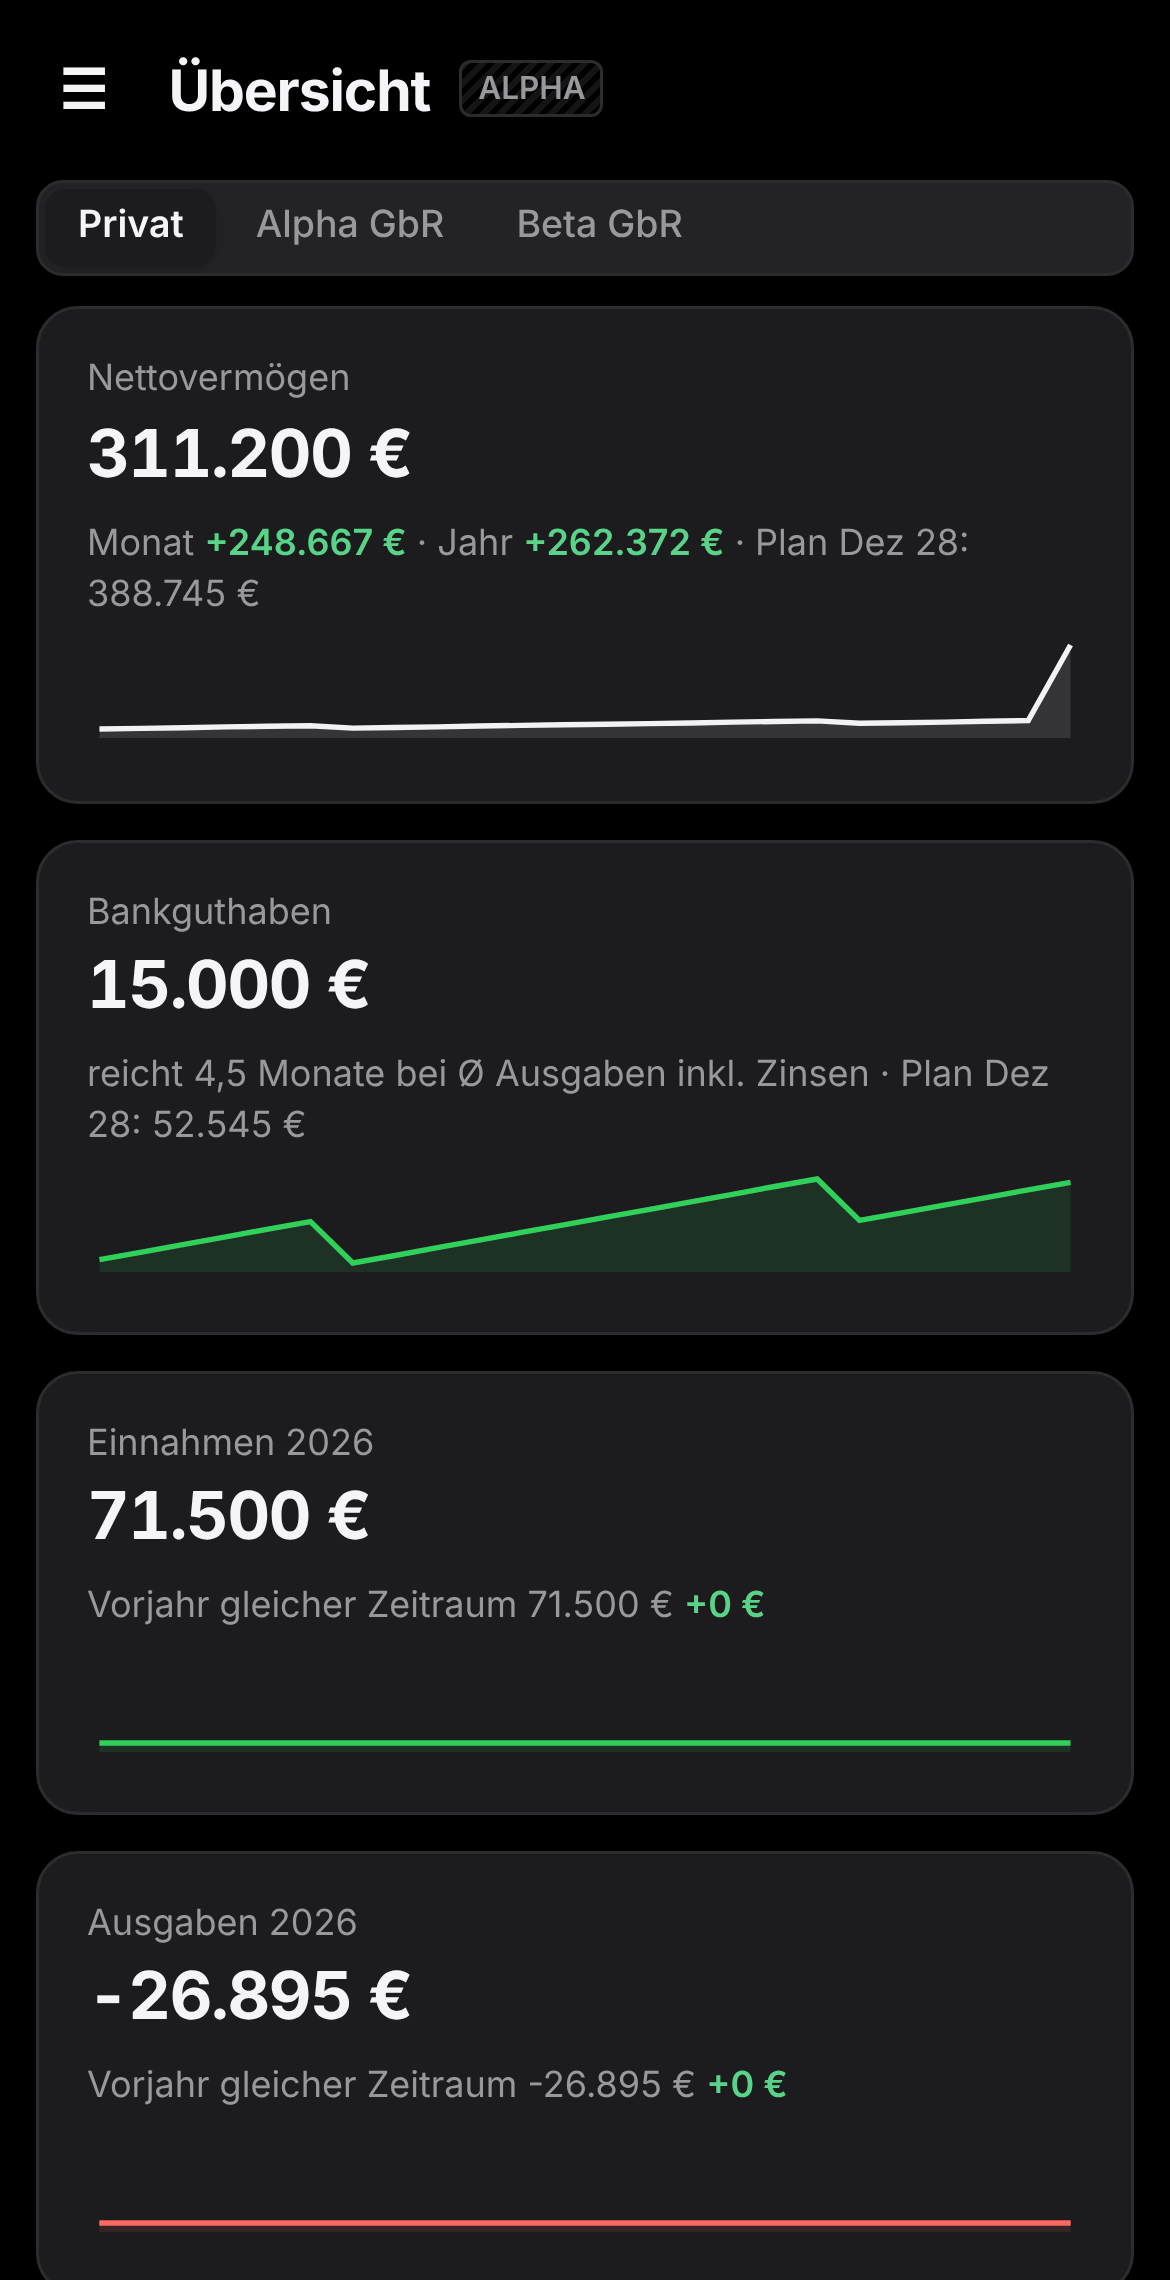 Übersicht ALPHA
Privat Alpha GbR Beta GbR
Nettovermögen
311.200 €
Monat +248.667 € · Jahr +262.372 € · Plan Dez 28:
388.745 €
Bankguthaben
15.000 €
reicht 4,5 Monate bei Ø Ausgaben inkl. Zinsen · Plan Dez
28: 52.545 €
Einnahmen 2026
71.500 €
Vorjahr gleicher Zeitraum 71.500 € +0 €
Ausgaben 2026
-26.895 €
Vorjahr gleicher Zeitraum -26.895 € +0 €